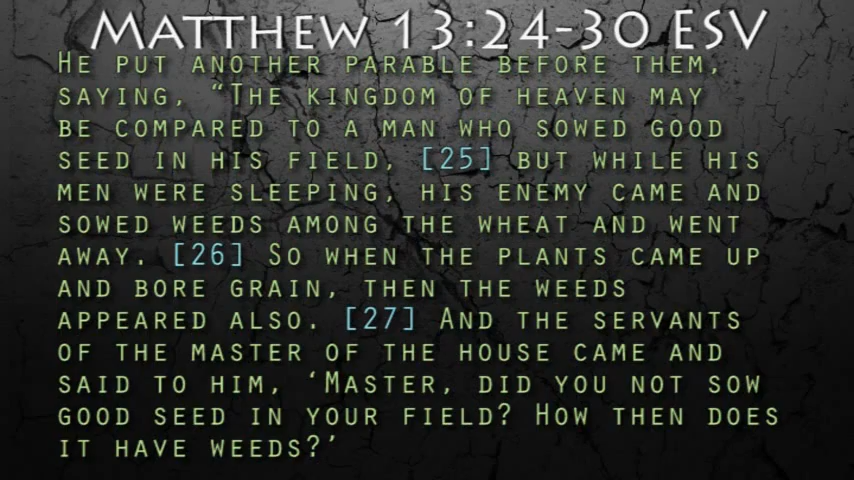 Matthew 13:24-30 ESV
He put another parable before them,
saying, “The kingdom of heaven may
be compared to a man who sowed good
seed in his field, [25] but while his
men were sleeping, his enemy came and
sowed weeds among the wheat and went
away. [26] So when the plants came up
and bore grain, then the weeds
appeared also. [27] And the servants
of the master of the house came and
said to him, ‘Master, did you not sow
good seed in your field? How then does
it have weeds?’